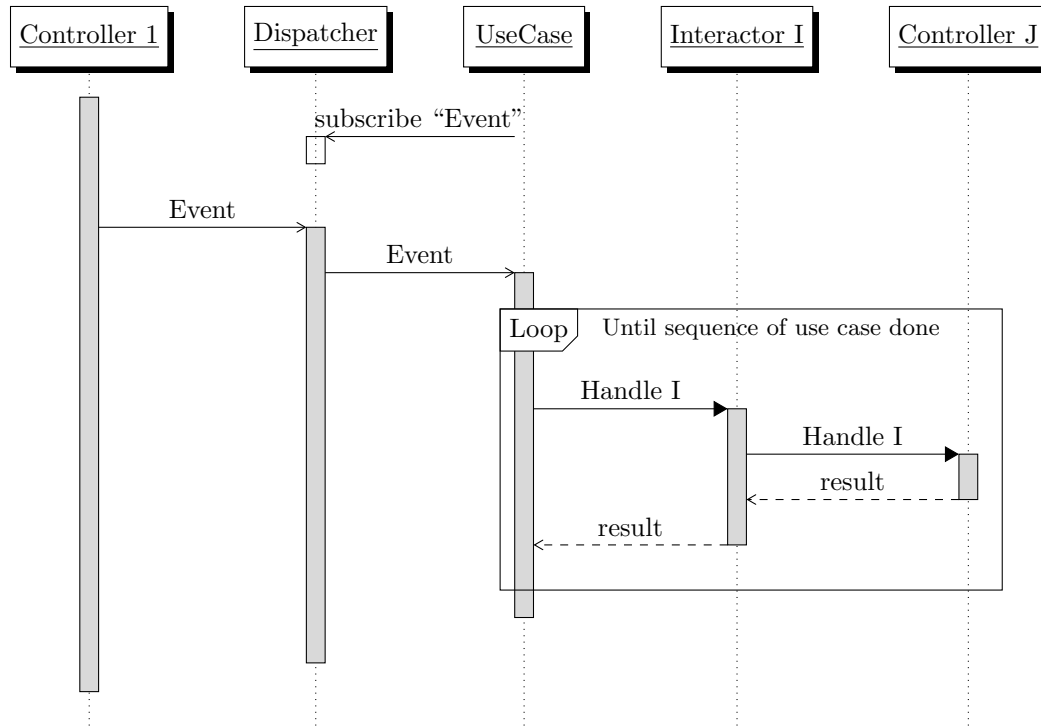 Controller 1
Dispatcher
UseCase
Interactor I
Controller J
subscribe “Event”
Event
Event
Loop
Until sequence of use case done
Handle I
Handle I
result
result